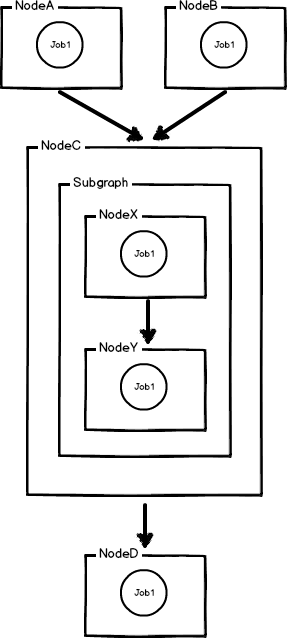 NodeA
Job1
NodeB
Job1
NodeC
Subgraph
NodeX
Job1
NodeY
Job1
NodeD
Job1